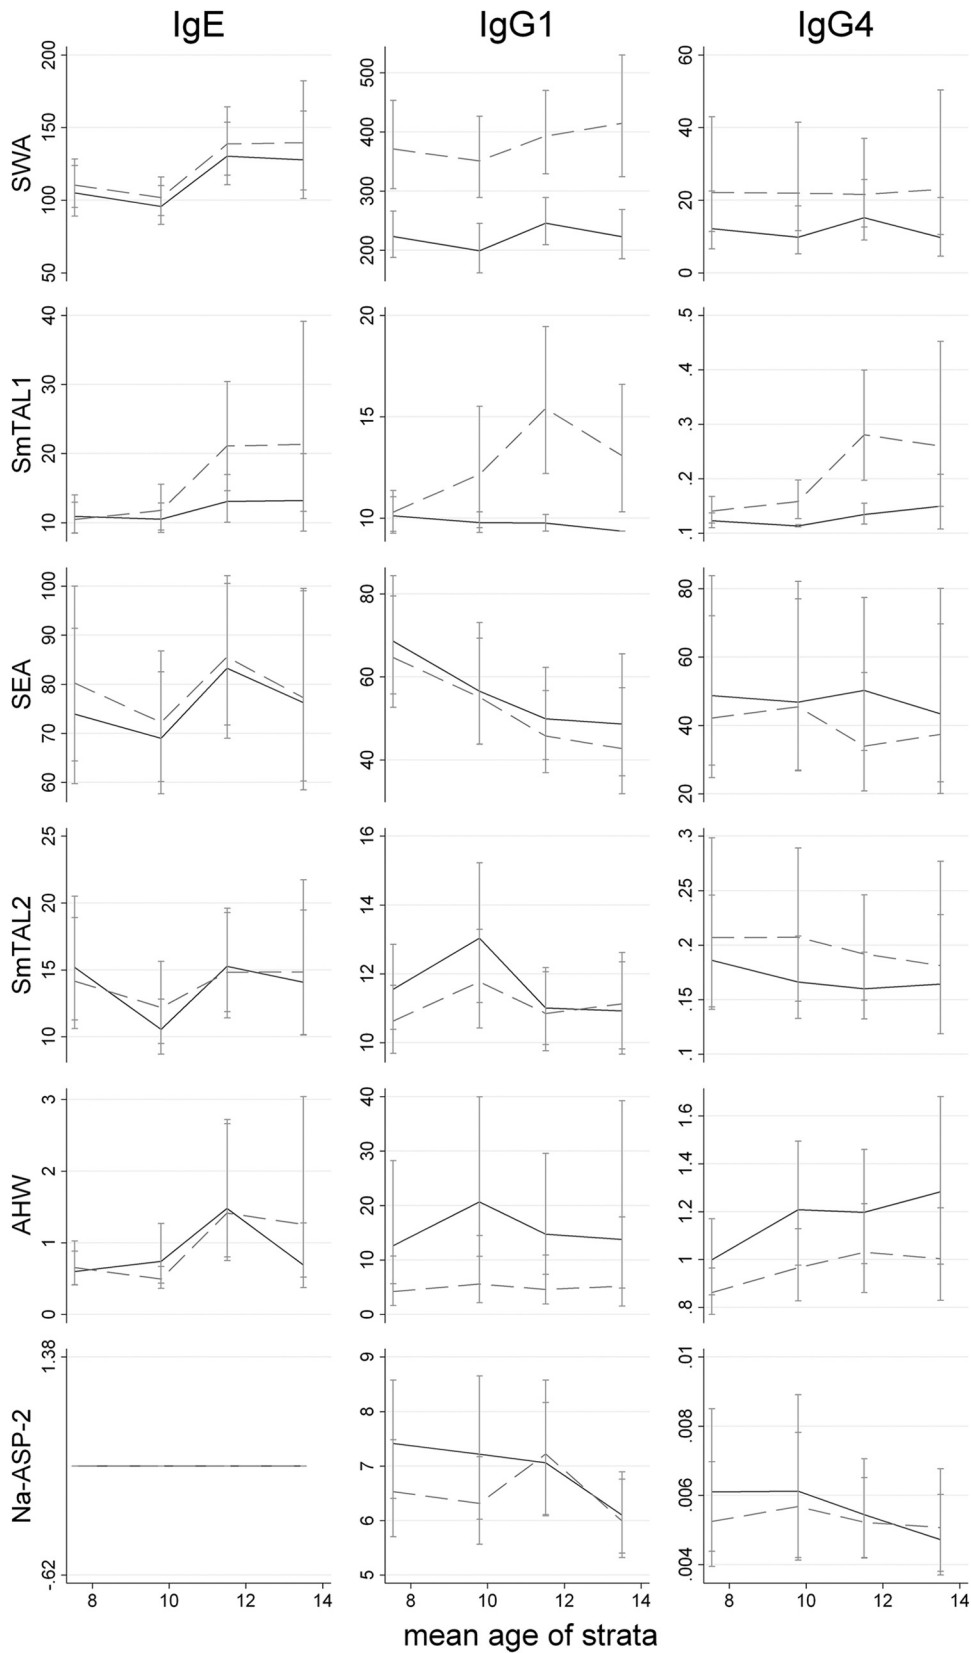 IgE IgG1 IgG4
SWA
200 150 100 50
500 400 300 200
60 40 20 0
SmTAL1
40 30 20 10
20 15 10
.5 .4 .3 .2 .1
SEA
100 90 80 70 60
80 60 40
80 60 40 20
SmTAL2
25 20 15 10
16 14 12 10
.3 .25 .2 .15 .1
AHW
3 2 1 0
40 30 20 10 0
1.6 1.4 1.2 1 .8
Na-ASP-2
1.38 -.62
9 8 7 6 5
.01 .008 .006 .004
8 10 12 14 8 10 12 14 8 10 12 14
mean age of strata